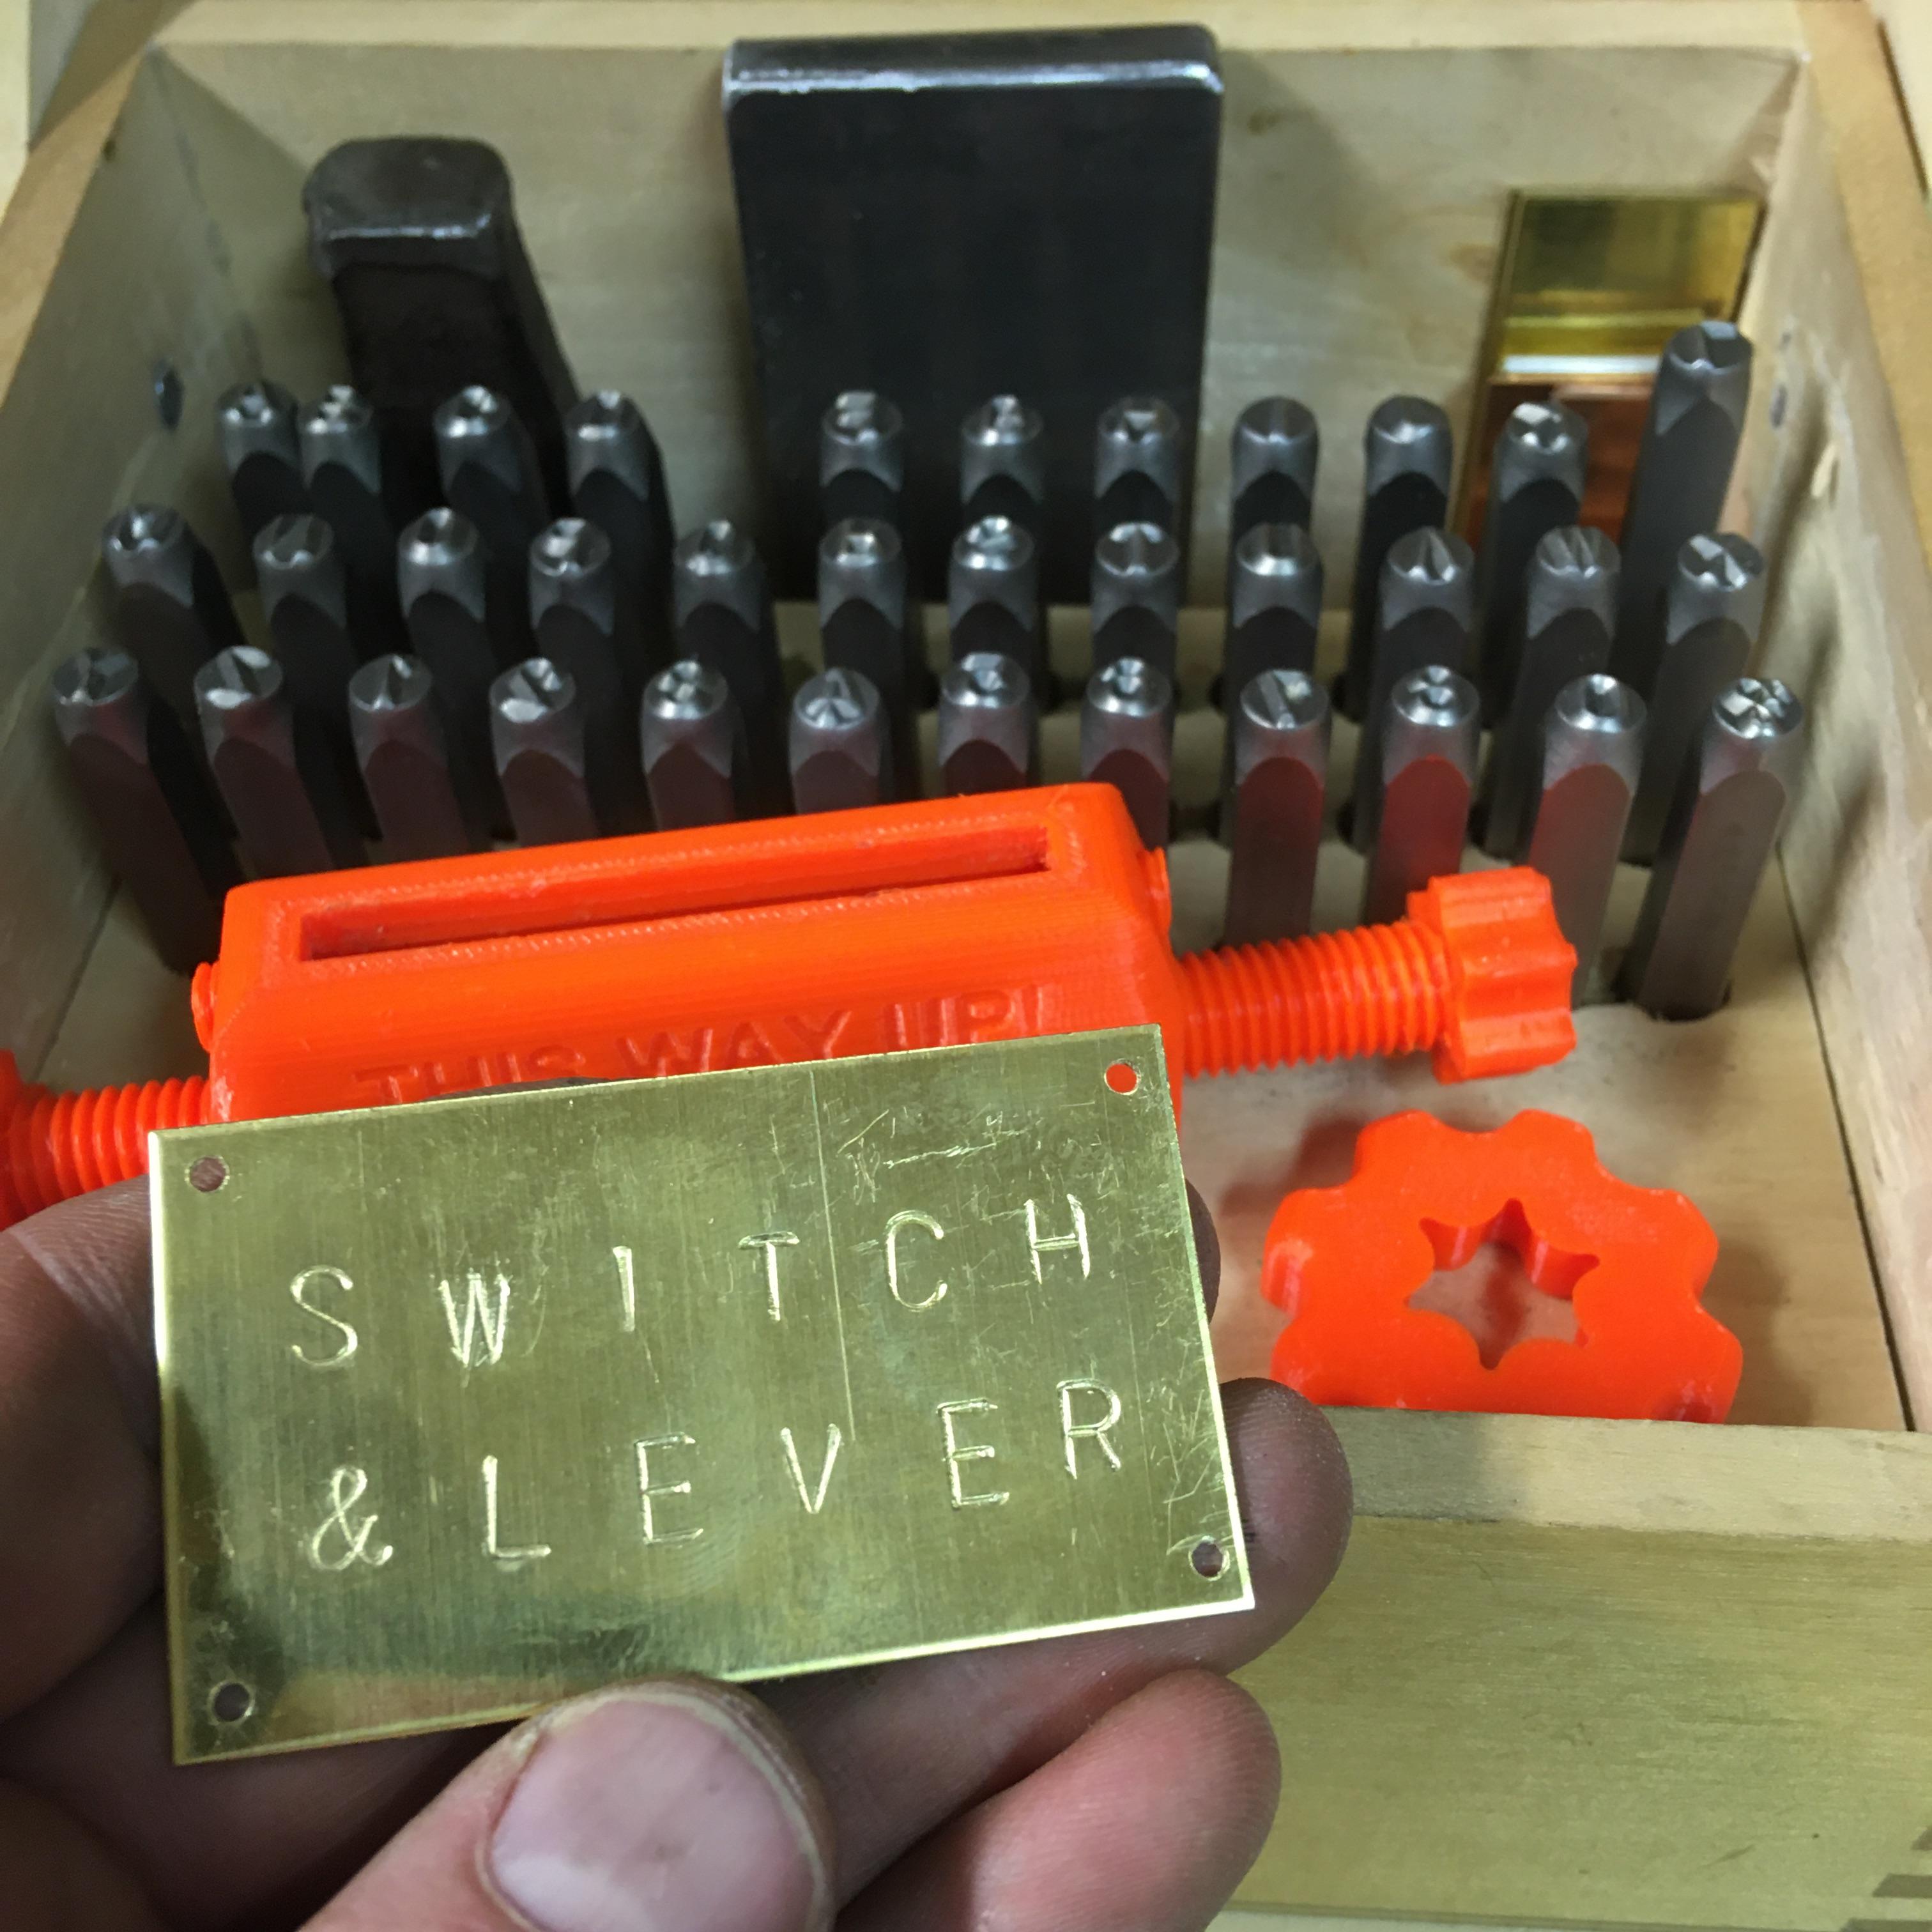 THIS WAY UP!
SWITCH
& LEVER